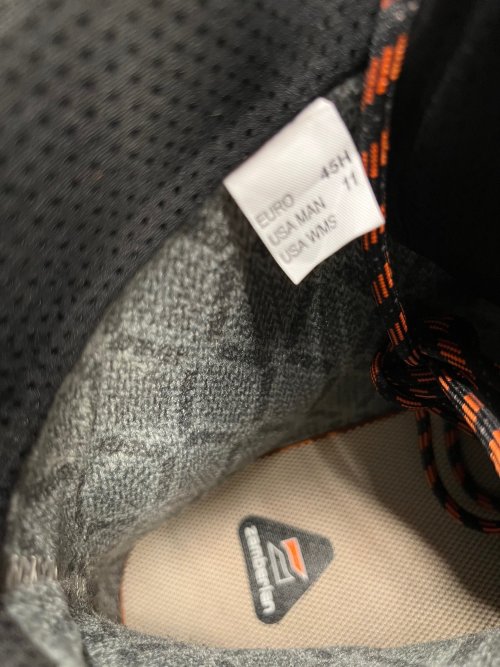 EURO 45H
USA MAN 11
USA WMS
zamberlan